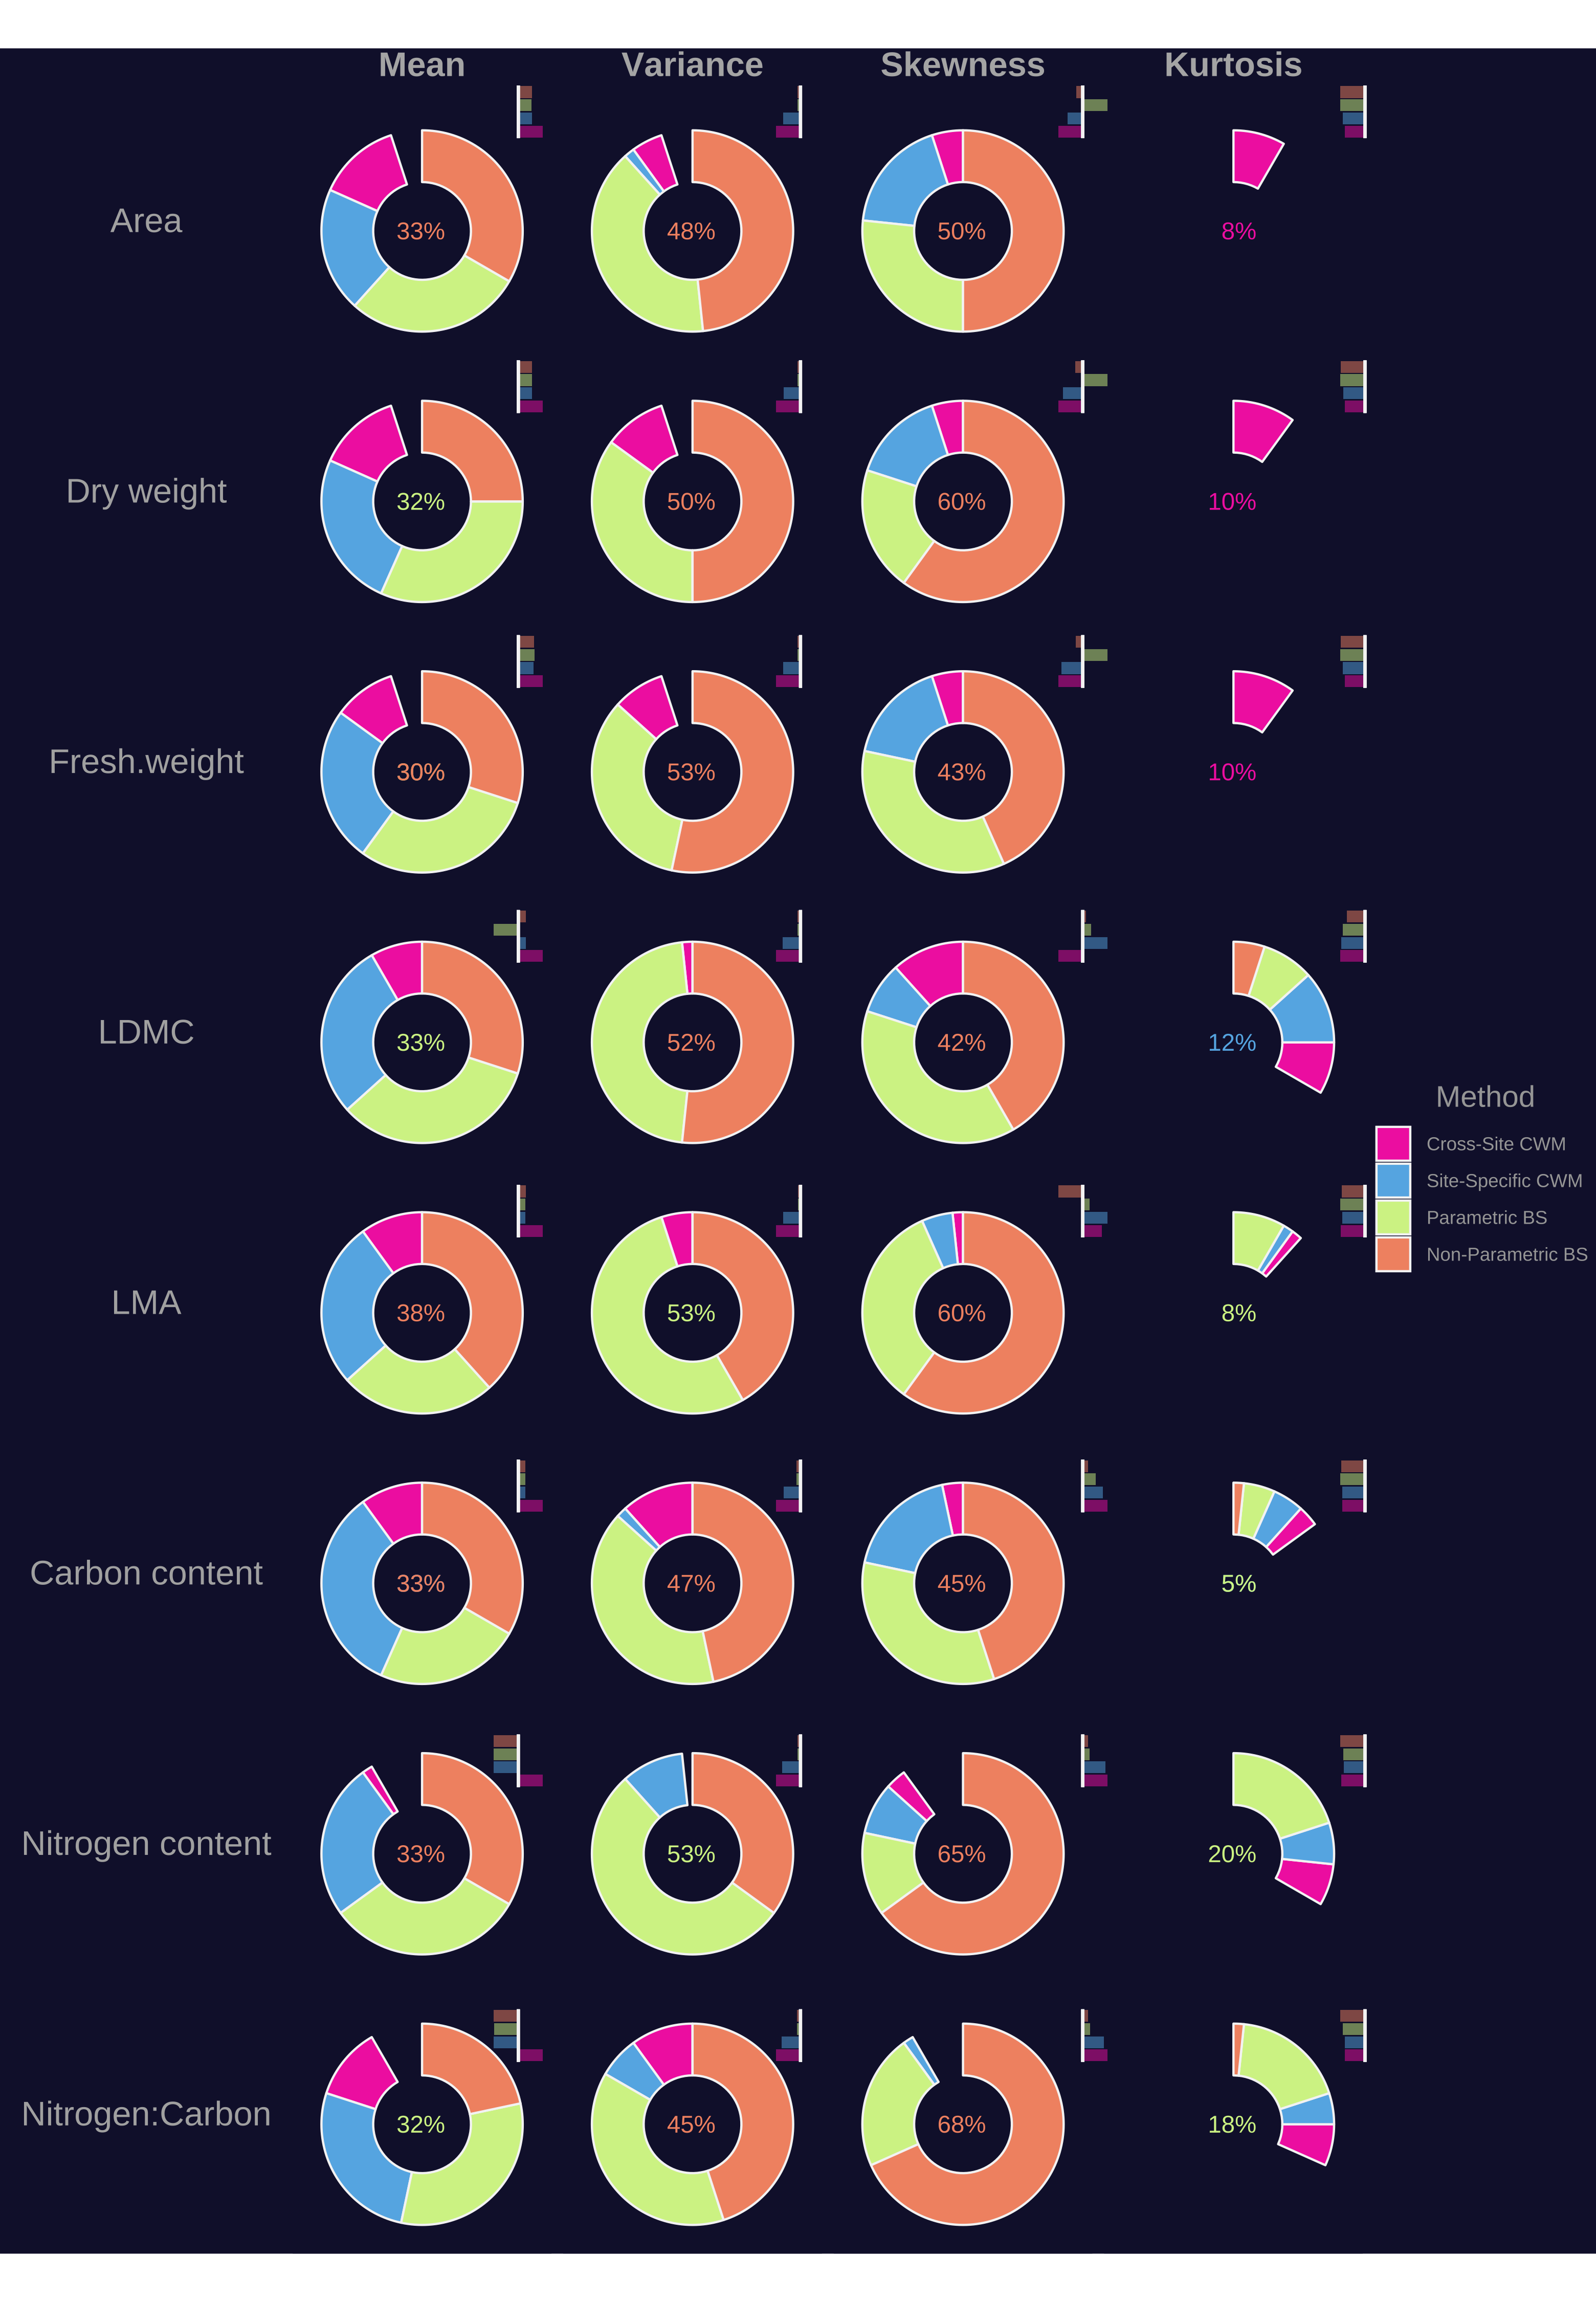 Mean Variance Skewness Kurtosis
Area 33% 48% 50% 8%
Dry weight 32% 50% 60% 10%
Fresh.weight 30% 53% 43% 10%
LDMC 33% 52% 42% 12%
Method
Cross-Site CWM
Site-Specific CWM
Parametric BS
Non-Parametric BS
LMA 38% 53% 60% 8%
Carbon content 33% 47% 45% 5%
Nitrogen content 33% 53% 65% 20%
Nitrogen:Carbon 32% 45% 68% 18%